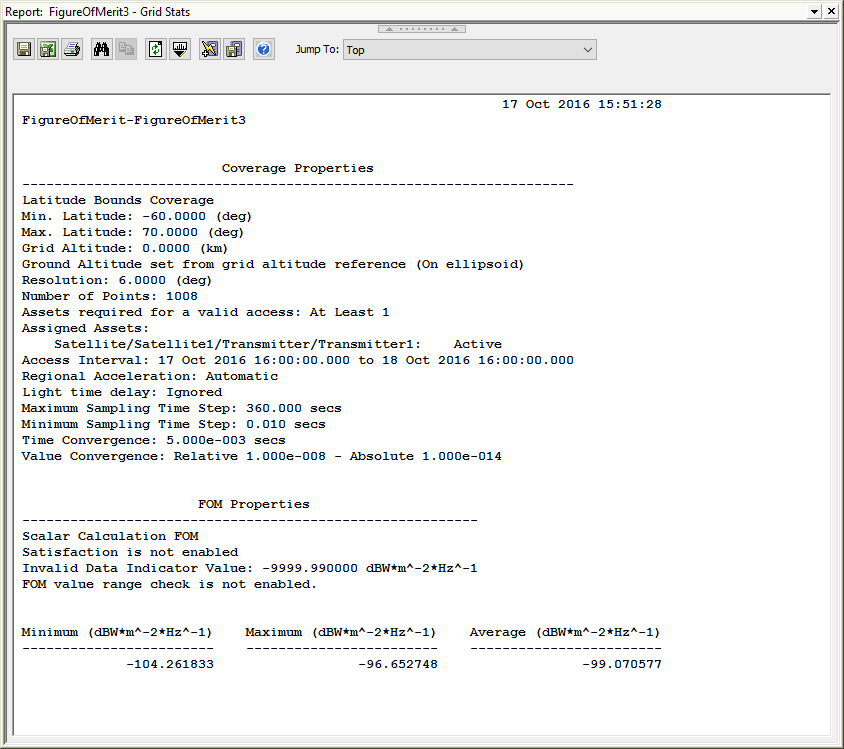 Report: FigureOfMerit3 - Grid Stats
Jump To: Top
17 Oct 2016 15:51:28
FigureOfMerit-FigureOfMerit3
Coverage Properties
---------------------------------------------------------------------
Latitude Bounds Coverage
Min. Latitude: -60.0000 (deg)
Max. Latitude: 70.0000 (deg)
Grid Altitude: 0.0000 (km)
Ground Altitude set from grid altitude reference (On ellipsoid)
Resolution: 6.0000 (deg)
Number of Points: 1008
Assets required for a valid access: At Least 1
Assigned Assets:
Satellite/Satellite1/Transmitter/Transmitter1:    Active
Access Interval: 17 Oct 2016 16:00:00.000 to 18 Oct 2016 16:00:00.000
Regional Acceleration: Automatic
Light time delay: Ignored
Maximum Sampling Time Step: 360.000 secs
Minimum Sampling Time Step: 0.010 secs
Time Convergence: 5.000e-003 secs
Value Convergence: Relative 1.000e-008 - Absolute 1.000e-014
FOM Properties
---------------------------------------------------------
Scalar Calculation FOM
Satisfaction is not enabled
Invalid Data Indicator Value: -9999.990000 dBW*m^-2*Hz^-1
FOM value range check is not enabled.
Minimum (dBW*m^-2*Hz^-1)    Maximum (dBW*m^-2*Hz^-1)    Average (dBW*m^-2*Hz^-1)
------------------------    ------------------------    ------------------------
-104.261833    -96.652748    -99.070577